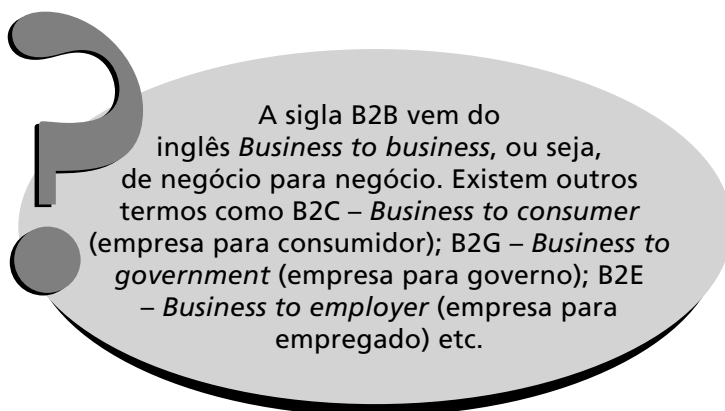 A sigla B2B vem do
inglês Business to business, ou seja,
de negócio para negócio. Existem outros
termos como B2C – Business to consumer
(empresa para consumidor); B2G – Business to
government (empresa para governo); B2E
– Business to employer (empresa para
empregado) etc.